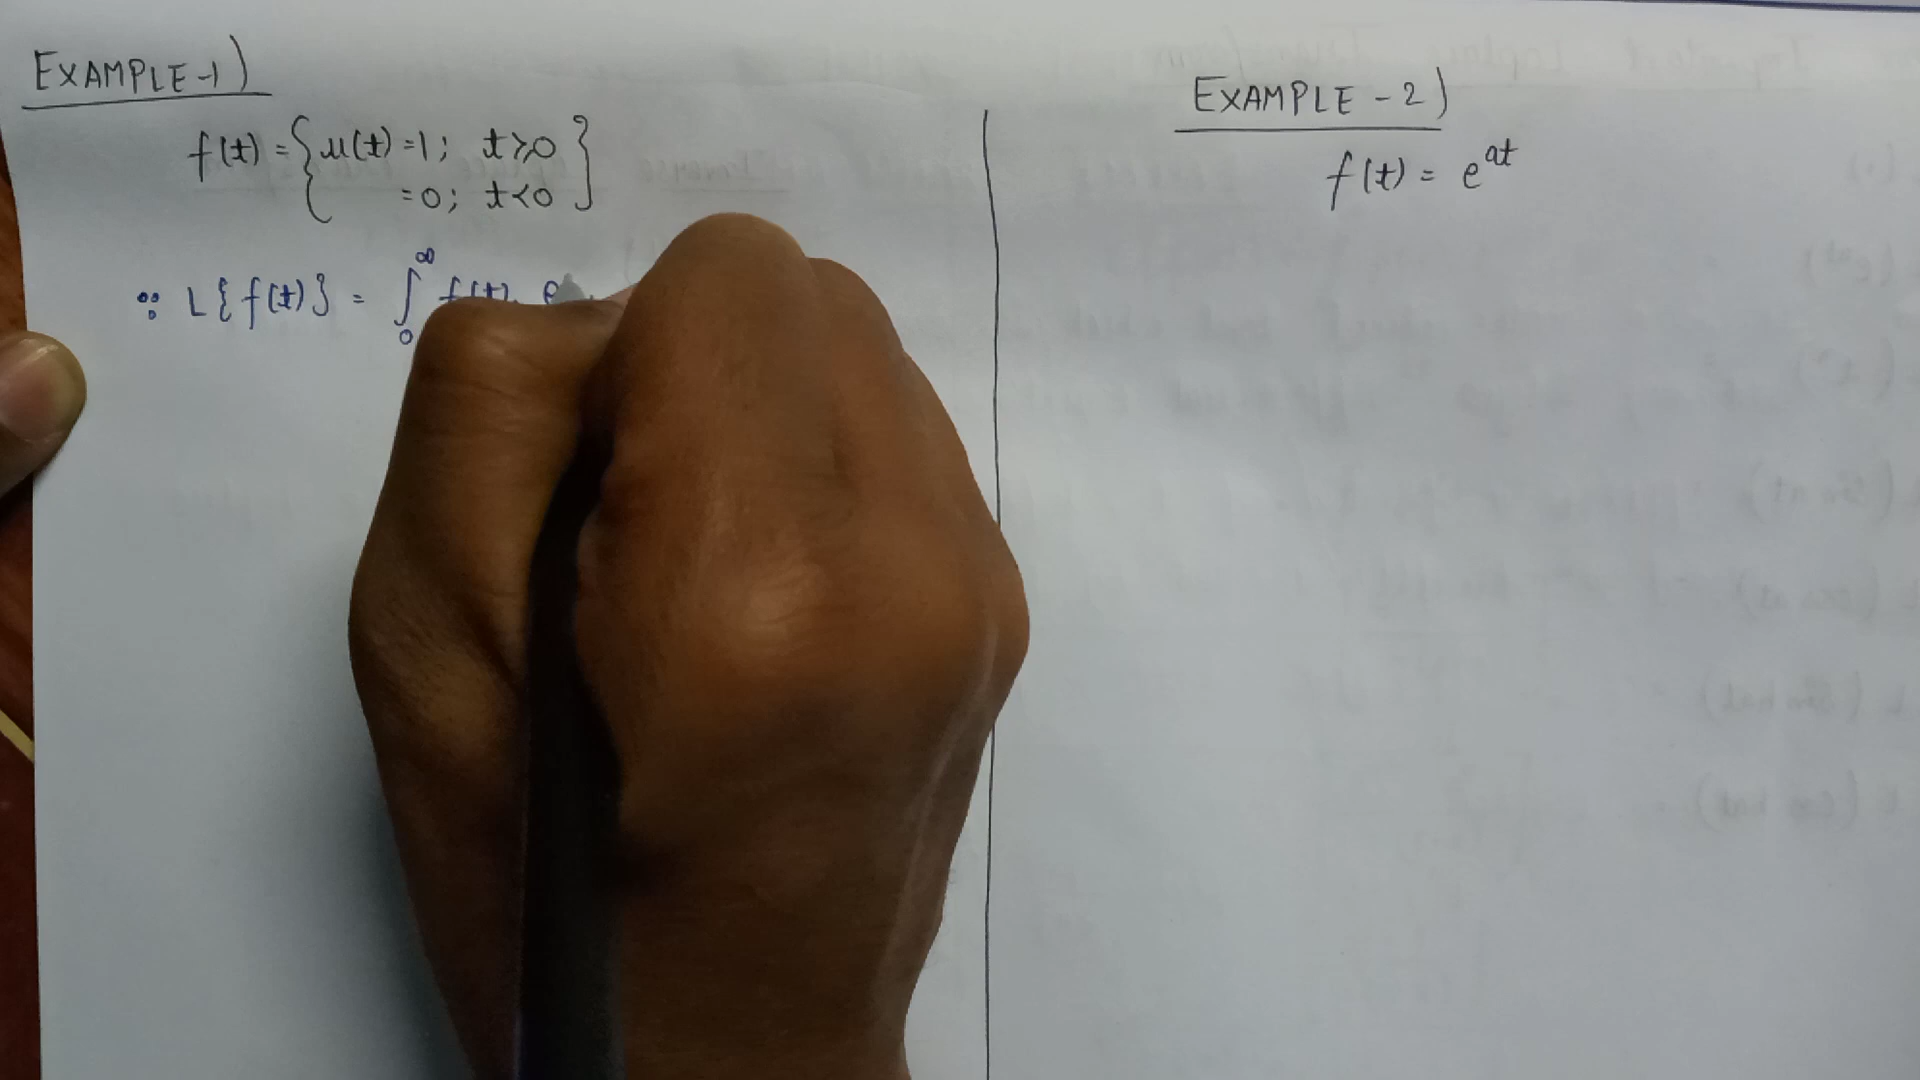 EXAMPLE-1)
f(t) = { u(t) = 1; t≥0 }
= 0; t<0
∵ L{f(t)} = ∫₀^∞ f(t). e
EXAMPLE - 2)
f(t) = e^at